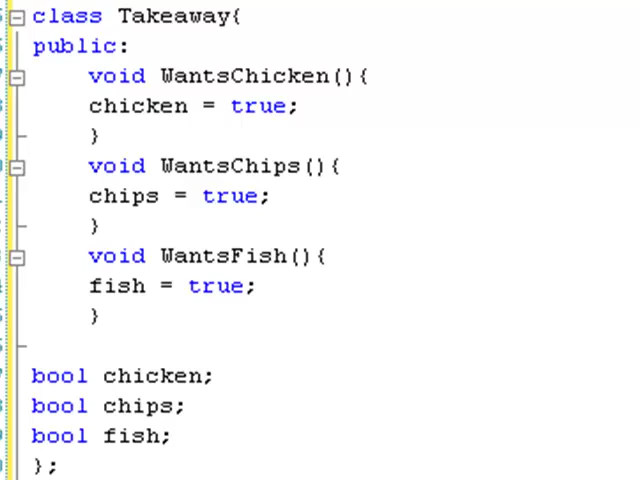 class Takeaway{
public:
    void WantsChicken(){
    chicken = true;
    }
    void WantsChips(){
    chips = true;
    }
    void WantsFish(){
    fish = true;
    }

bool chicken;
bool chips;
bool fish;
};